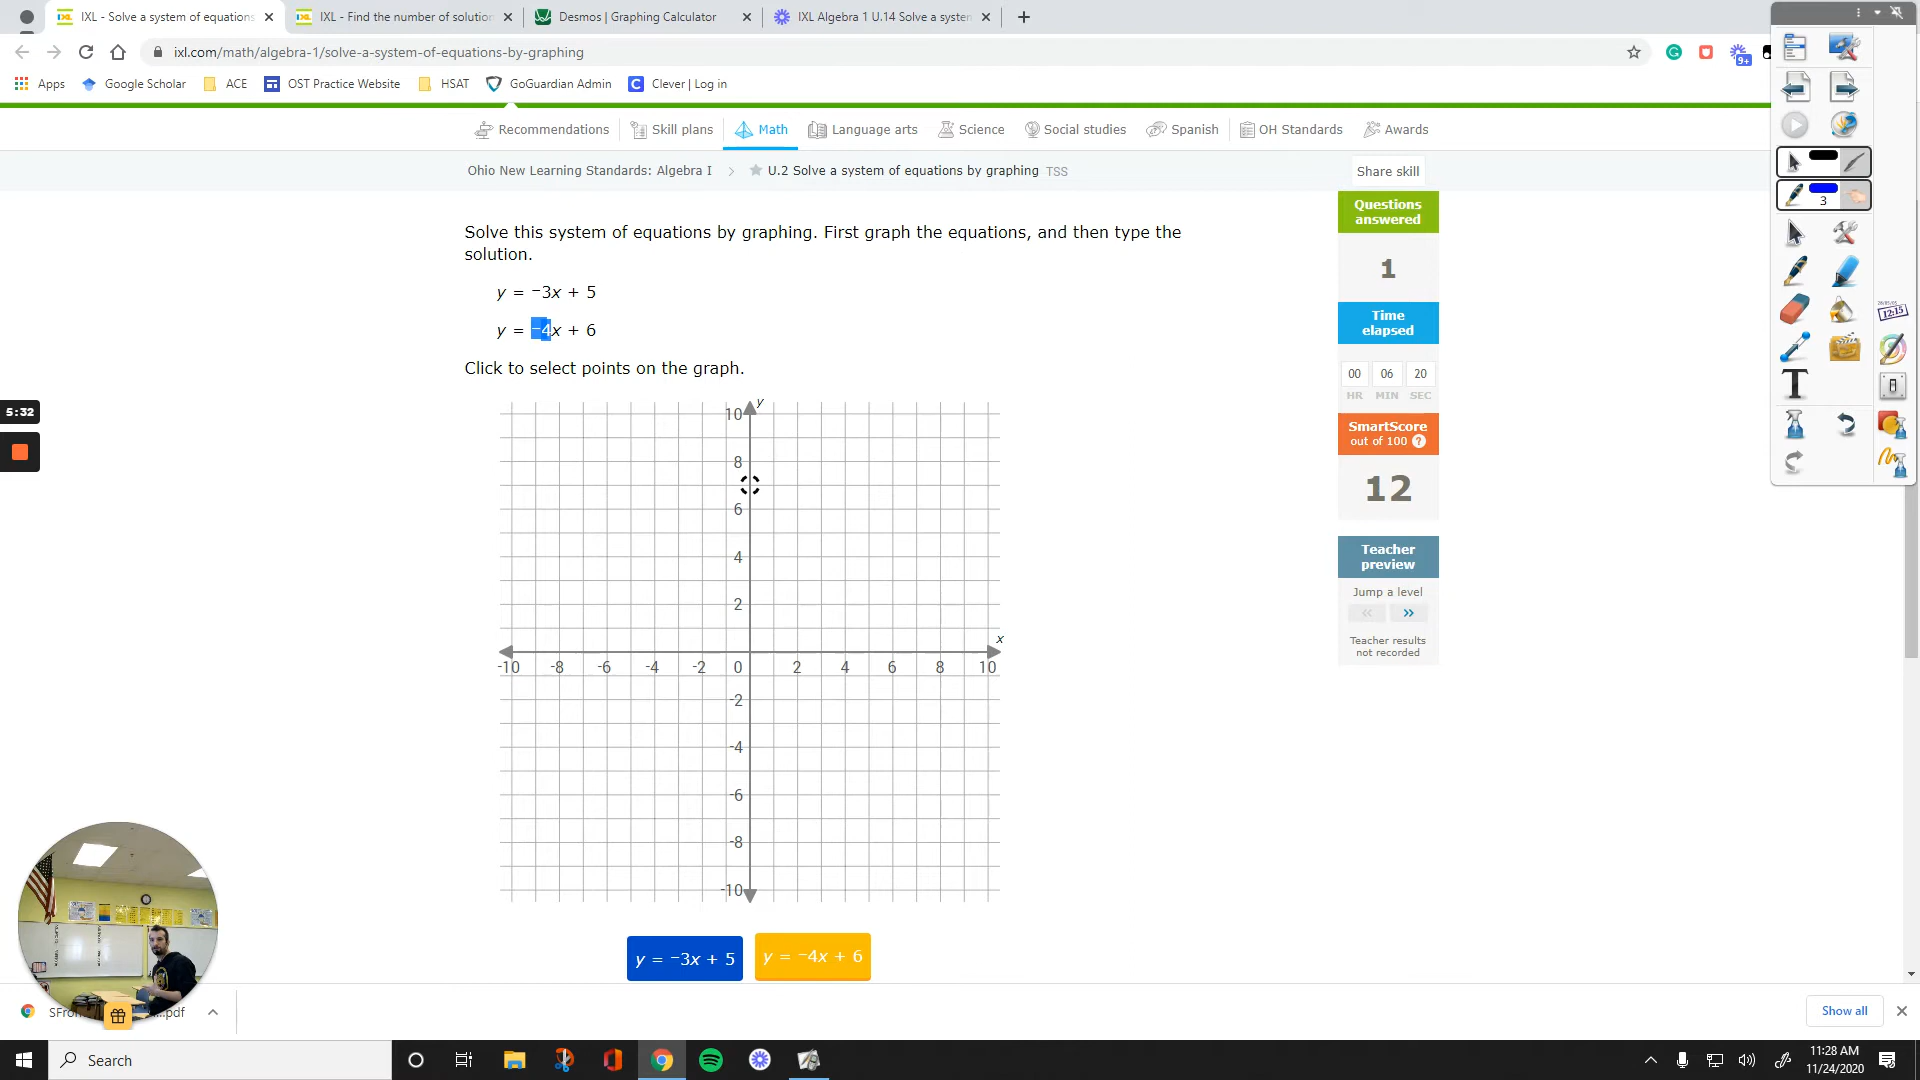 IXL - Solve a system of equations
IXL - Find the number of solution
Desmos | Graphing Calculator
IXL Algebra 1 U.14 Solve a system
ixl.com/math/algebra-1/solve-a-system-of-equations-by-graphing
9+
Apps
Google Scholar
ACE
OST Practice Website
HSAT
GoGuardian Admin
Clever | Log in
Recommendations
Skill plans
Math
Language arts
Science
Social studies
Spanish
OH Standards
Awards
Ohio New Learning Standards: Algebra I
U.2 Solve a system of equations by graphing TSS
Share skill
Solve this system of equations by graphing. First graph the equations, and then type the
solution.
y = -3x + 5
y = -4x + 6
Click to select points on the graph.
y
10
8
6
4
2
x
-10 -8 -6 -4 -2 0 2 4 6 8 10
-2
-4
-6
-8
-10
y = -3x + 5
y = -4x + 6
Questions
answered
1
Time
elapsed
00 06 20
HR MIN SEC
SmartScore
out of 100 ?
12
Teacher
preview
Jump a level
Teacher results
not recorded
5:32
3
12:15
T
Show all
Search
11:28 AM
11/24/2020